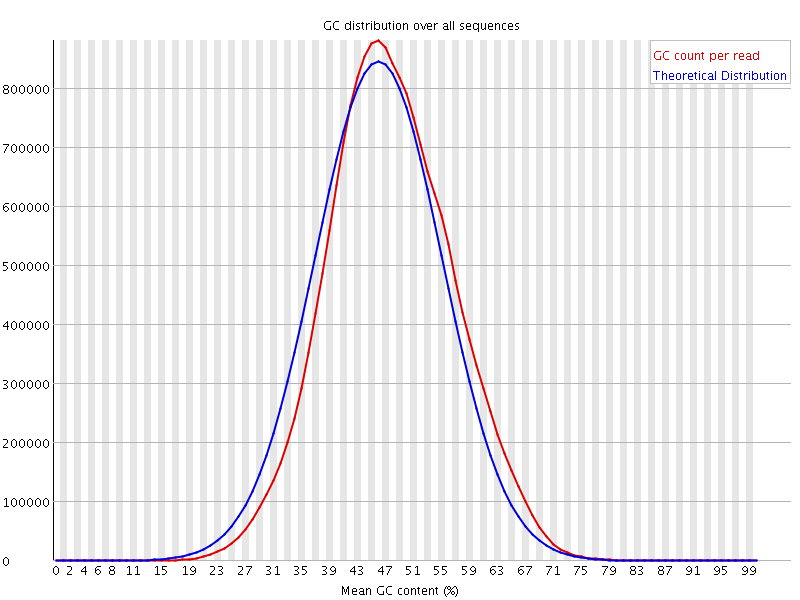 GC distribution over all sequences
GC count per read
Theoretical Distribution
800000
700000
600000
500000
400000
300000
200000
100000
0
0 2 4 6 8 11 15 19 23 27 31 35 39 43 47 51 55 59 63 67 71 75 79 83 87 91 95 99
Mean GC content (%)